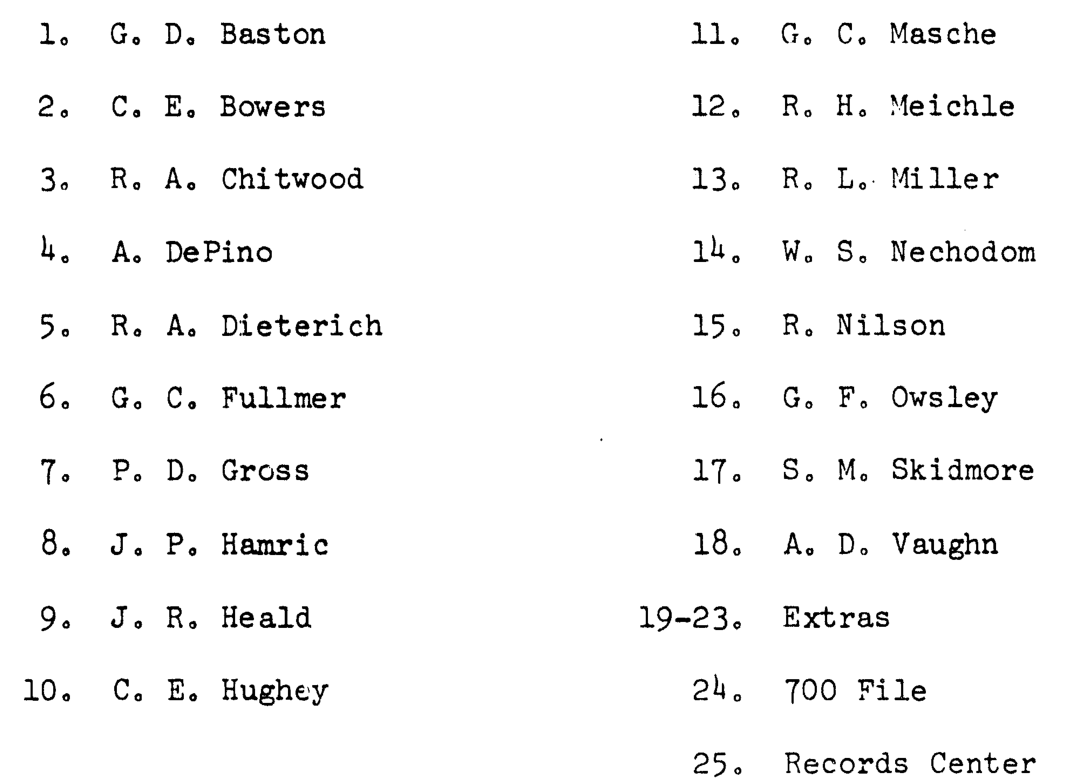 1. G. D. Baston
2. C. E. Bowers
3. R. A. Chitwood
4. A. DePino
5. R. A. Dieterich
6. G. C. Fullmer
7. P. D. Gross
8. J. P. Hamric
9. J. R. Heald
10. C. E. Hughey
11. G. C. Masche
12. R. H. Meichle
13. R. L. Miller
14. W. S. Nechodom
15. R. Nilson
16. G. F. Owsley
17. S. M. Skidmore
18. A. D. Vaughn
19-23. Extras
24. 700 File
25. Records Center